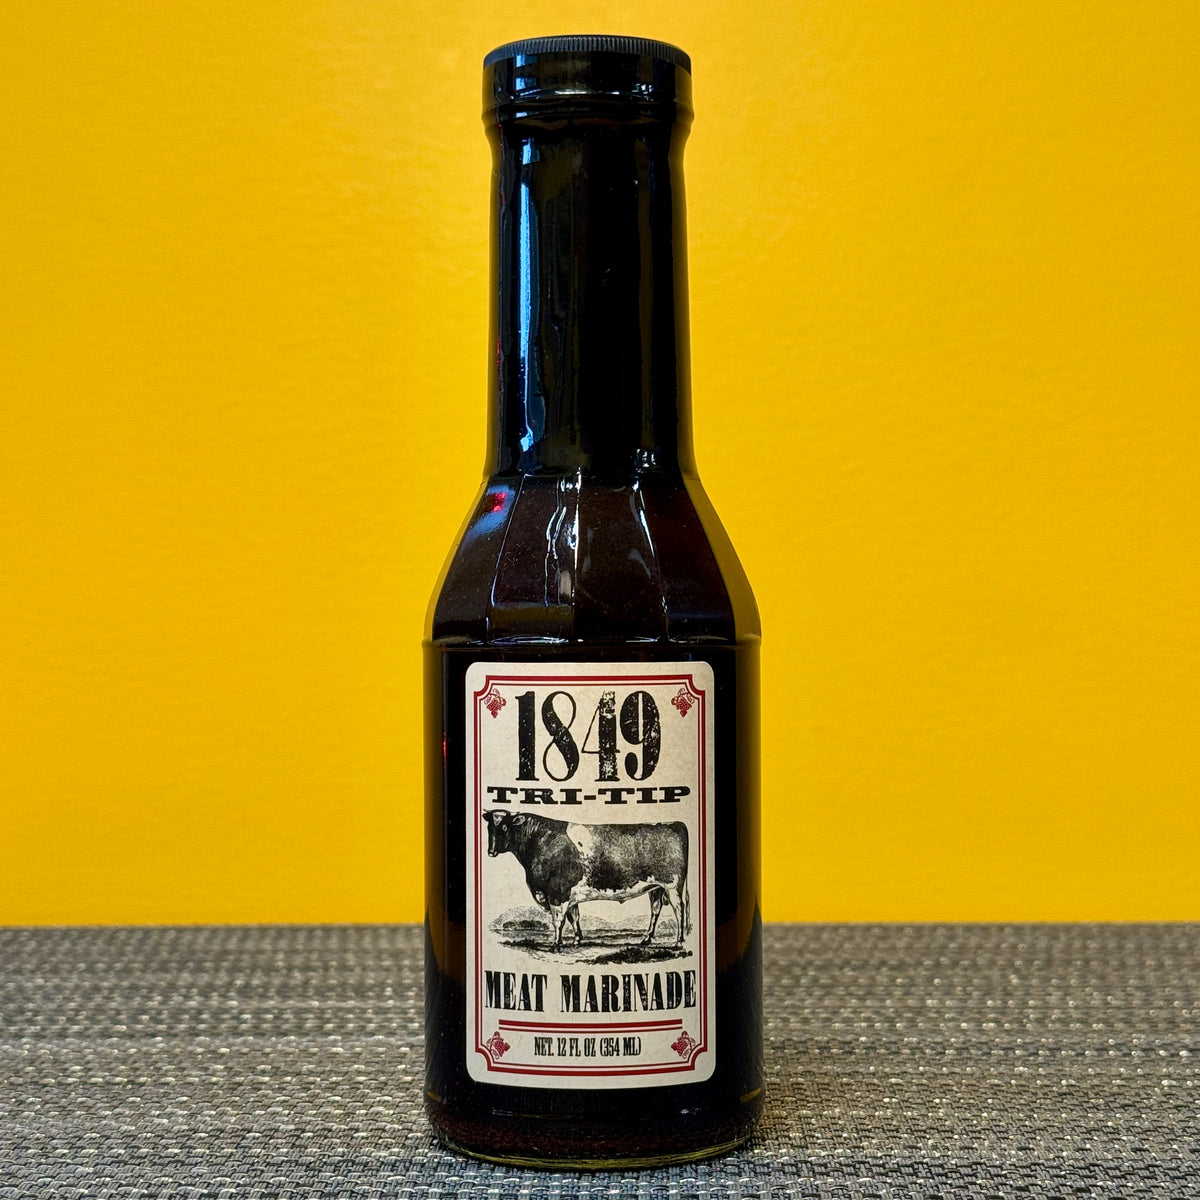 1849
TRI-TIP
MEAT MARINADE
NET. 12 FL OZ (354 ML)